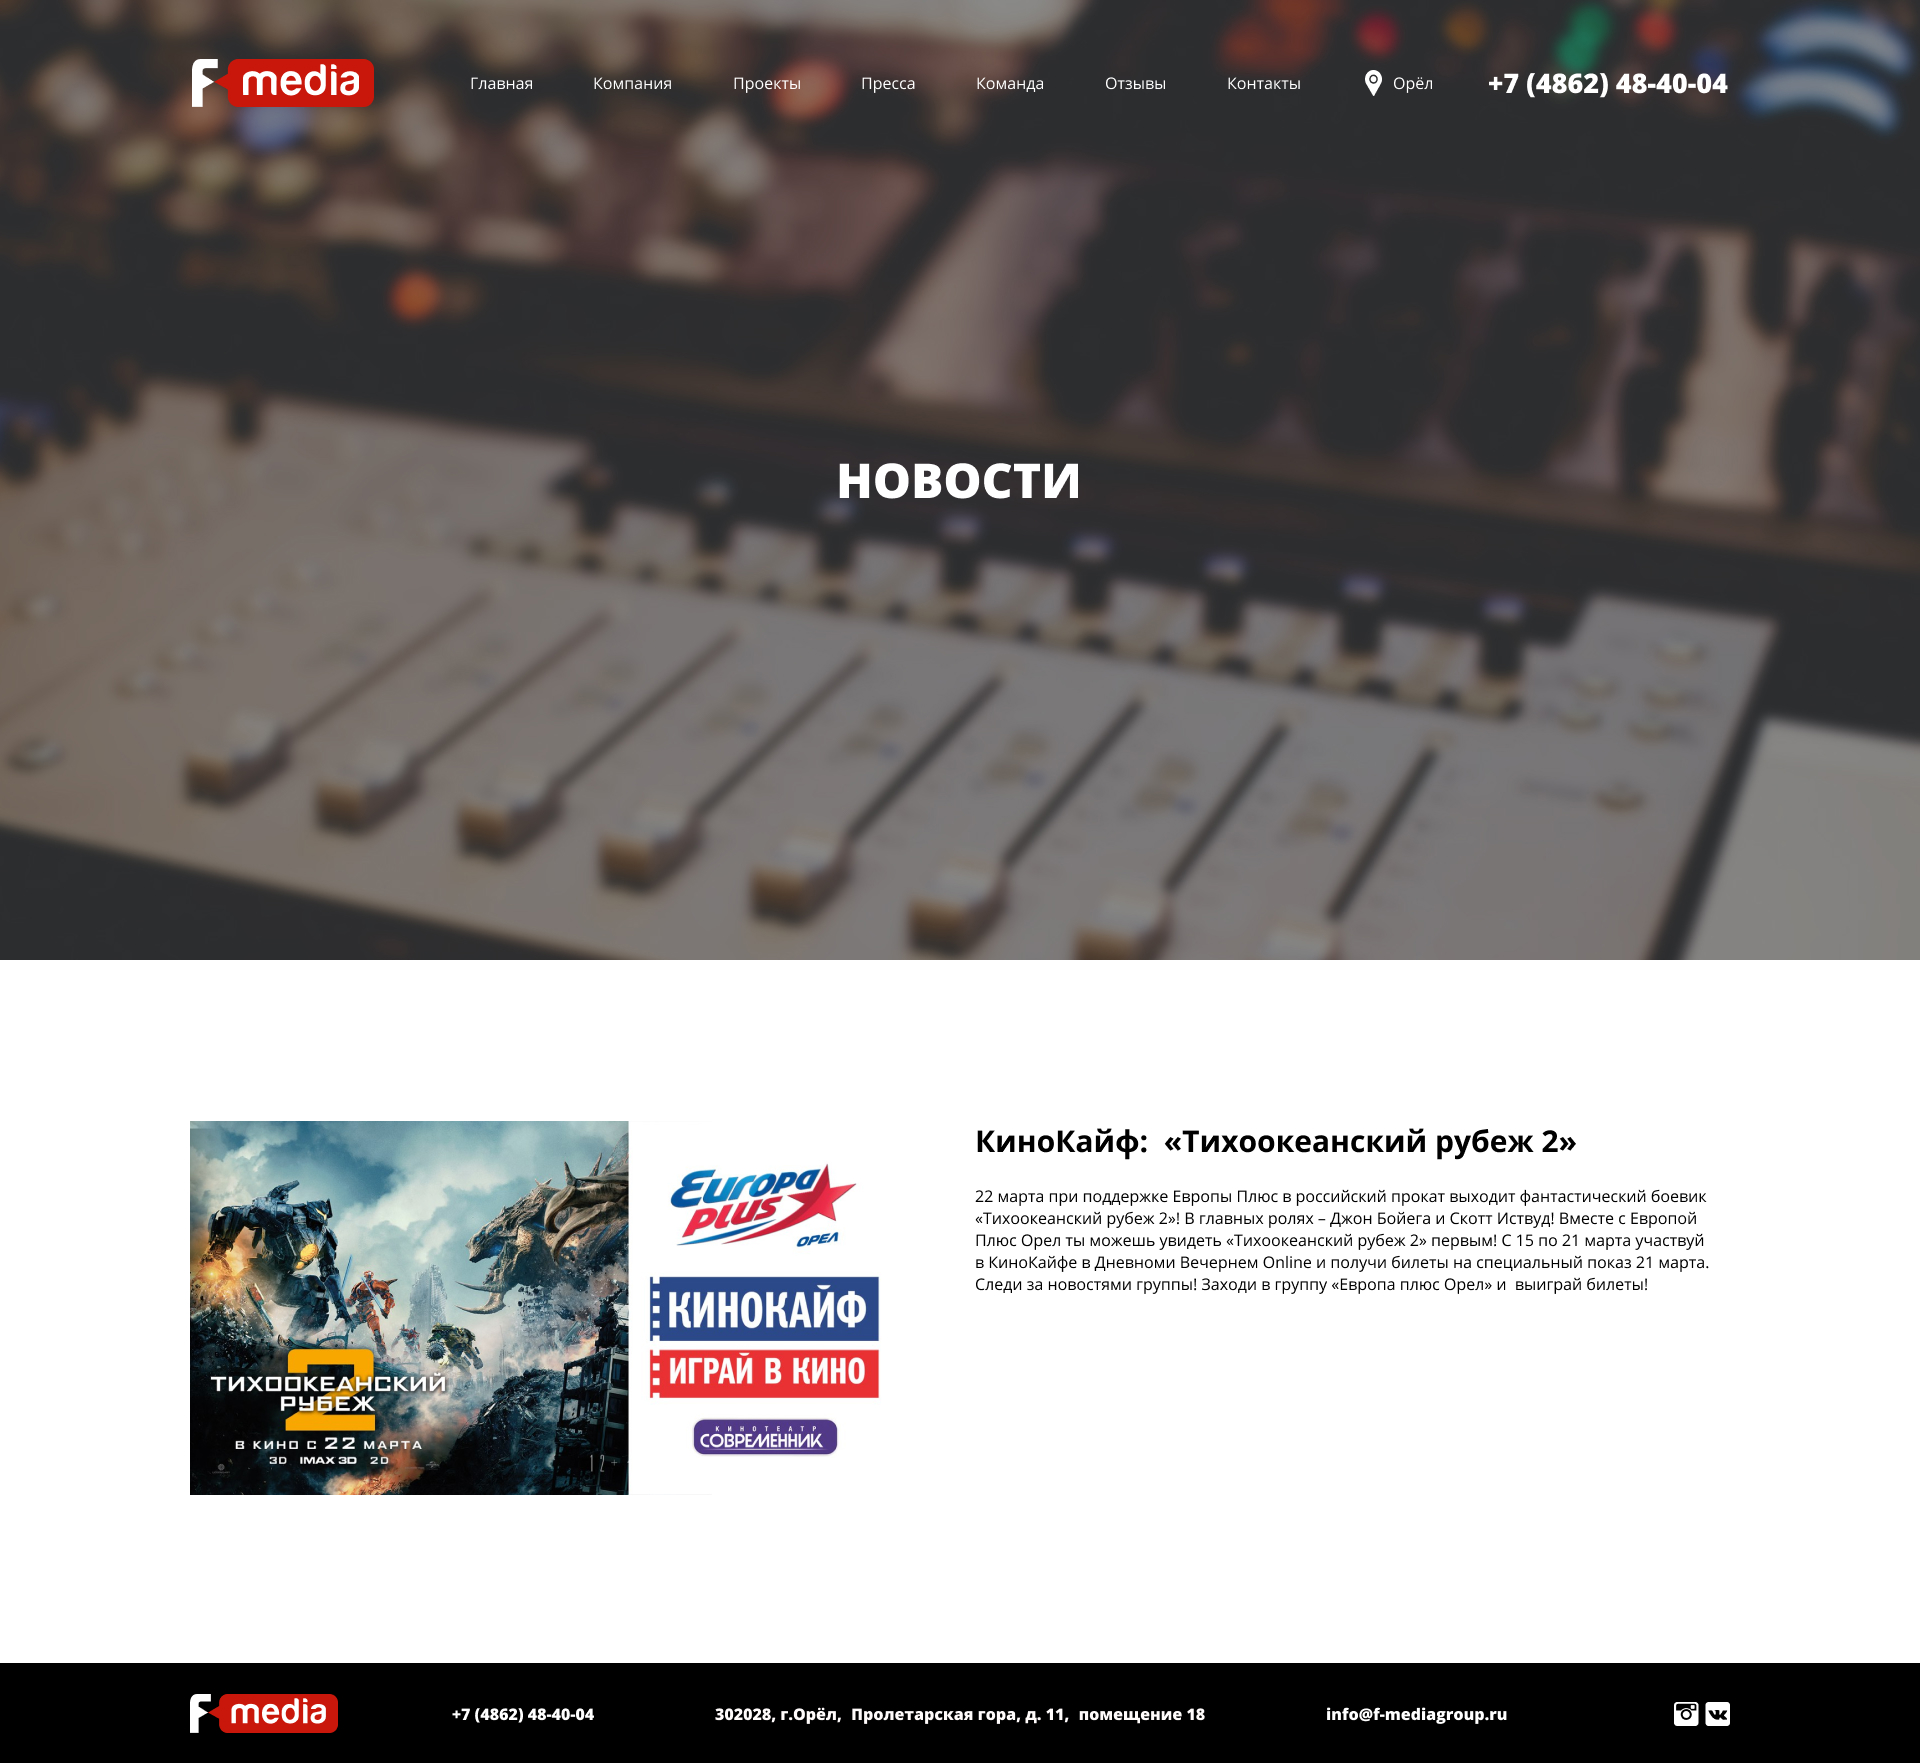 F media
Главная
Компания
Проекты
Пресса
Команда
Отзывы
Контакты
Орёл
+7 (4862) 48-40-04
НОВОСТИ
ТИХООКЕАНСКИЙ
РУБЕЖ
2
В КИНО С 22 МАРТА
3D IMAX 3D 2D
12+
Europa
PLUS
ОРЕЛ
КИНОКАЙФ
ИГРАЙ В КИНО
КИНОТЕАТР
СОВРЕМЕННИК
КиноКайф:  «Тихоокеанский рубеж 2»
22 марта при поддержке Европы Плюс в российский прокат выходит фантастический боевик
«Тихоокеанский рубеж 2»! В главных ролях – Джон Бойега и Скотт Иствуд! Вместе с Европой
Плюс Орел ты можешь увидеть «Тихоокеанский рубеж 2» первым! С 15 по 21 марта участвуй
в КиноКайфе в Дневноми Вечернем Online и получи билеты на специальный показ 21 марта.
Следи за новостями группы! Заходи в группу «Европа плюс Орел» и  выиграй билеты!
F media
+7 (4862) 48-40-04
302028, г.Орёл,  Пролетарская гора, д. 11,  помещение 18
info@f-mediagroup.ru